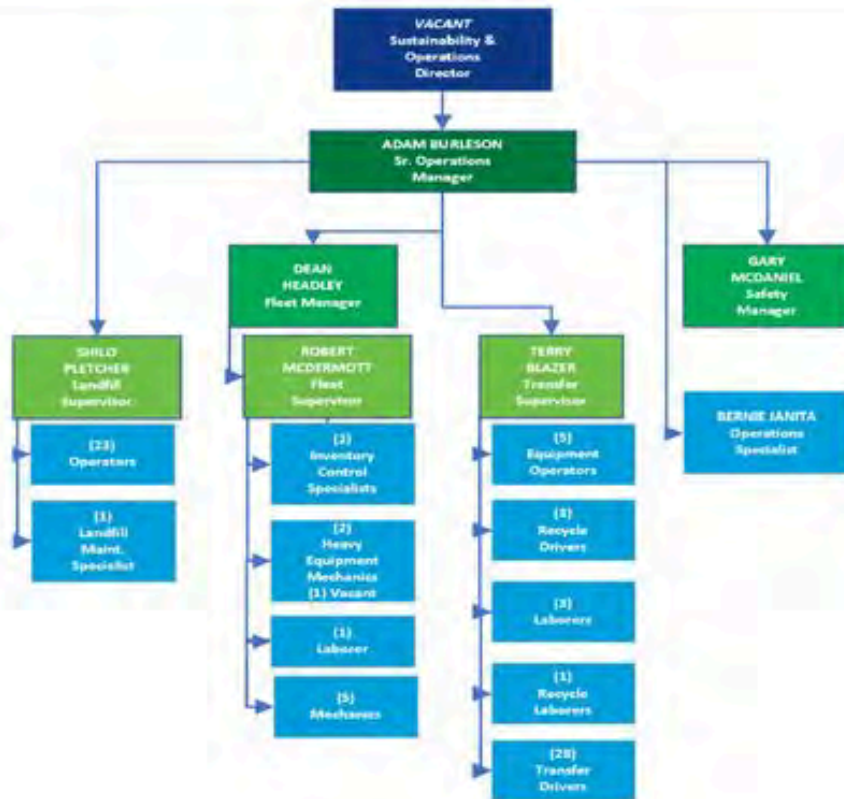 VACANT
Sustainability &
Operations
Director
ADAM BURLESON
Sr. Operations
Manager
DEAN
HEADLEY
Fleet Manager
GARY
MCDANIEL
Safety
Manager
SHILO
PLETCHER
Landfill
Supervisor
ROBERT
MCDERMOTT
Fleet
Supervisor
TERRY
BLAZER
Transfer
Supervisor
BERNIE JANITA
Operations
Specialist
(23)
Operators
(1)
Landfill
Maint.
Specialist
(2)
Inventory
Control
Specialists
(2)
Heavy
Equipment
Mechanics
(1) Vacant
(1)
Laborer
(5)
Mechanics
(5)
Equipment
Operators
Recycle
Drivers
Laborers
(1)
Recycle
Laborers
(28)
Transfer
Drivers